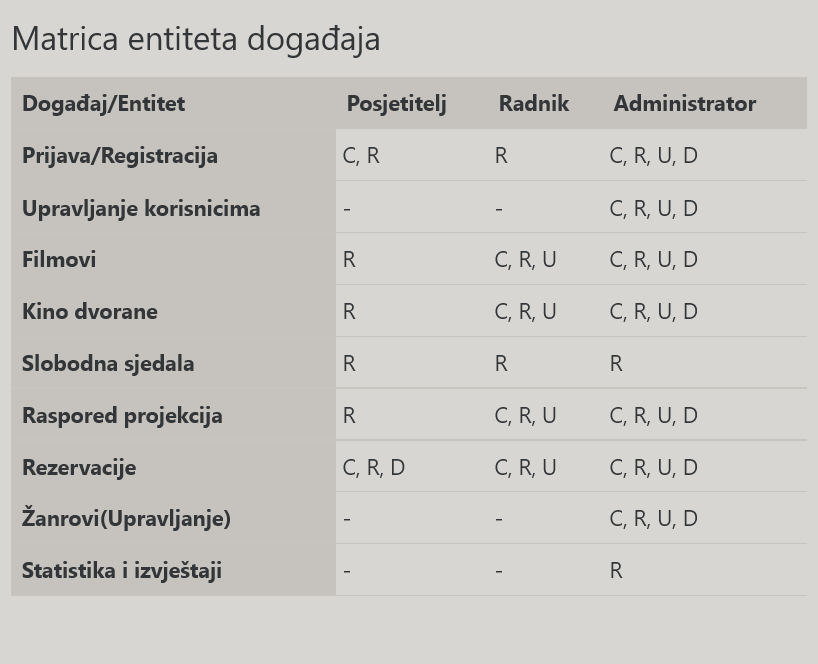 Matrica entiteta događaja
Događaj/Entitet Posjetitelj Radnik Administrator
Prijava/Registracija C, R R C, R, U, D
Upravljanje korisnicima - - C, R, U, D
Filmovi R C, R, U C, R, U, D
Kino dvorane R C, R, U C, R, U, D
Slobodna sjedala R R R
Raspored projekcija R C, R, U C, R, U, D
Rezervacije C, R, D C, R, U C, R, U, D
Žanrovi(Upravljanje) - - C, R, U, D
Statistika i izvještaji - - R